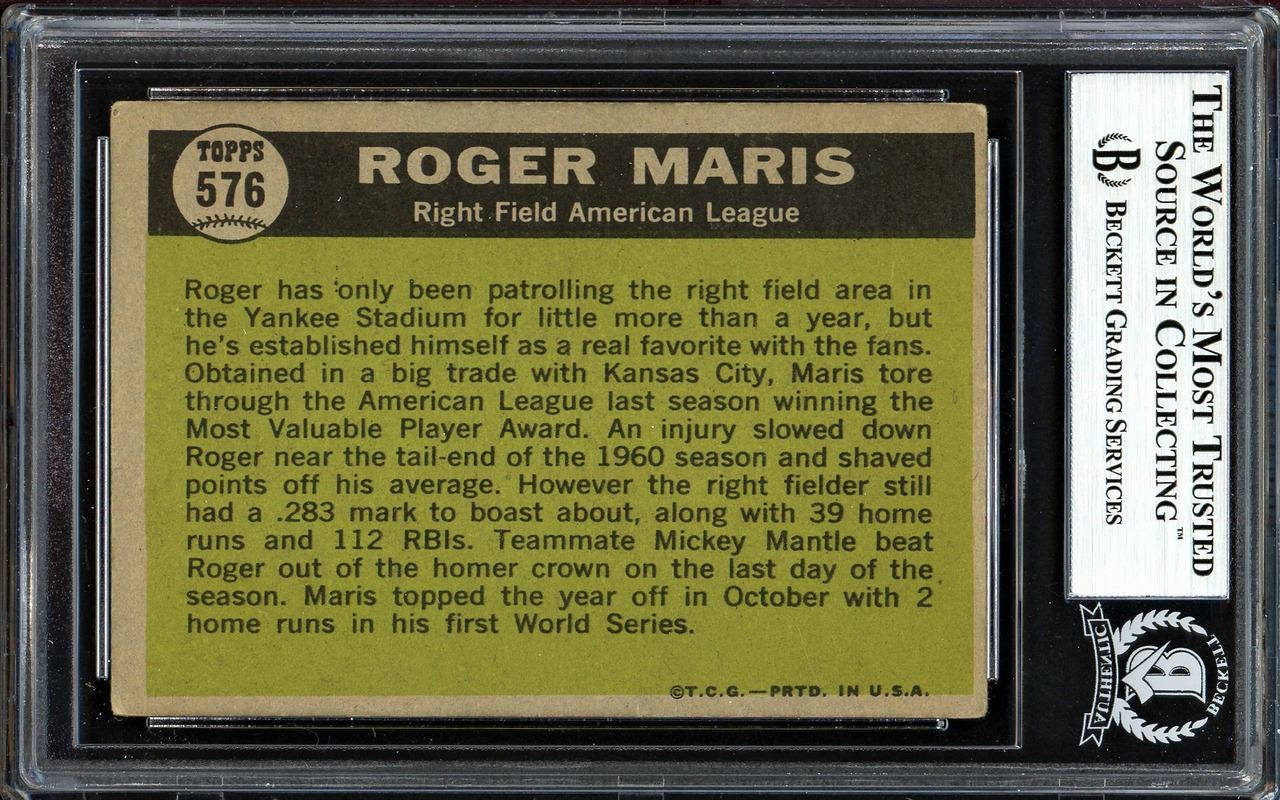 TOPPS
576
ROGER MARIS
Right Field American League
Roger has only been patrolling the right field area in
the Yankee Stadium for little more than a year, but
he's established himself as a real favorite with the fans.
Obtained in a big trade with Kansas City, Maris tore
through the American League last season winning the
Most Valuable Player Award. An injury slowed down
Roger near the tail-end of the 1960 season and shaved
points off his average. However the right fielder still
had a .283 mark to boast about, along with 39 home
runs and 112 RBIs. Teammate Mickey Mantle beat
Roger out of the homer crown on the last day of the
season. Maris topped the year off in October with 2
home runs in his first World Series.
©T.C.G.—PRTD. IN U.S.A.
THE WORLD'S MOST TRUSTED
SOURCE IN COLLECTING™
B BECKETT GRADING SERVICES
B
BECKETT
AUTHENTIC